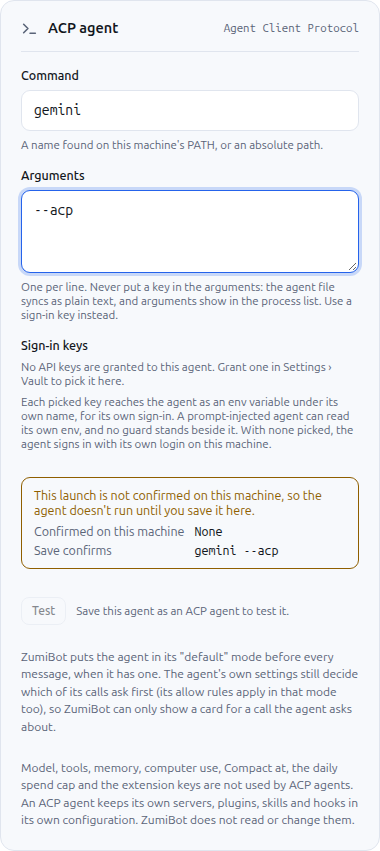 ACP agent
Agent Client Protocol
Command
gemini
A name found on this machine's PATH, or an absolute path.
Arguments
--acp
One per line. Never put a key in the arguments: the agent file
syncs as plain text, and arguments show in the process list. Use a
sign-in key instead.
Sign-in keys
No API keys are granted to this agent. Grant one in Settings ›
Vault to pick it here.
Each picked key reaches the agent as an env variable under its
own name, for its own sign-in. A prompt-injected agent can read
its own env, and no guard stands beside it. With none picked, the
agent signs in with its own login on this machine.
This launch is not confirmed on this machine, so the
agent doesn't run until you save it here.
Confirmed on this machine None
Save confirms gemini --acp
Test Save this agent as an ACP agent to test it.
ZumiBot puts the agent in its "default" mode before every
message, when it has one. The agent's own settings still decide
which of its calls ask first (its allow rules apply in that mode
too), so ZumiBot can only show a card for a call the agent asks
about.
Model, tools, memory, computer use, Compact at, the daily
spend cap and the extension keys are not used by ACP agents.
An ACP agent keeps its own servers, plugins, skills and hooks in
its own configuration. ZumiBot does not read or change them.